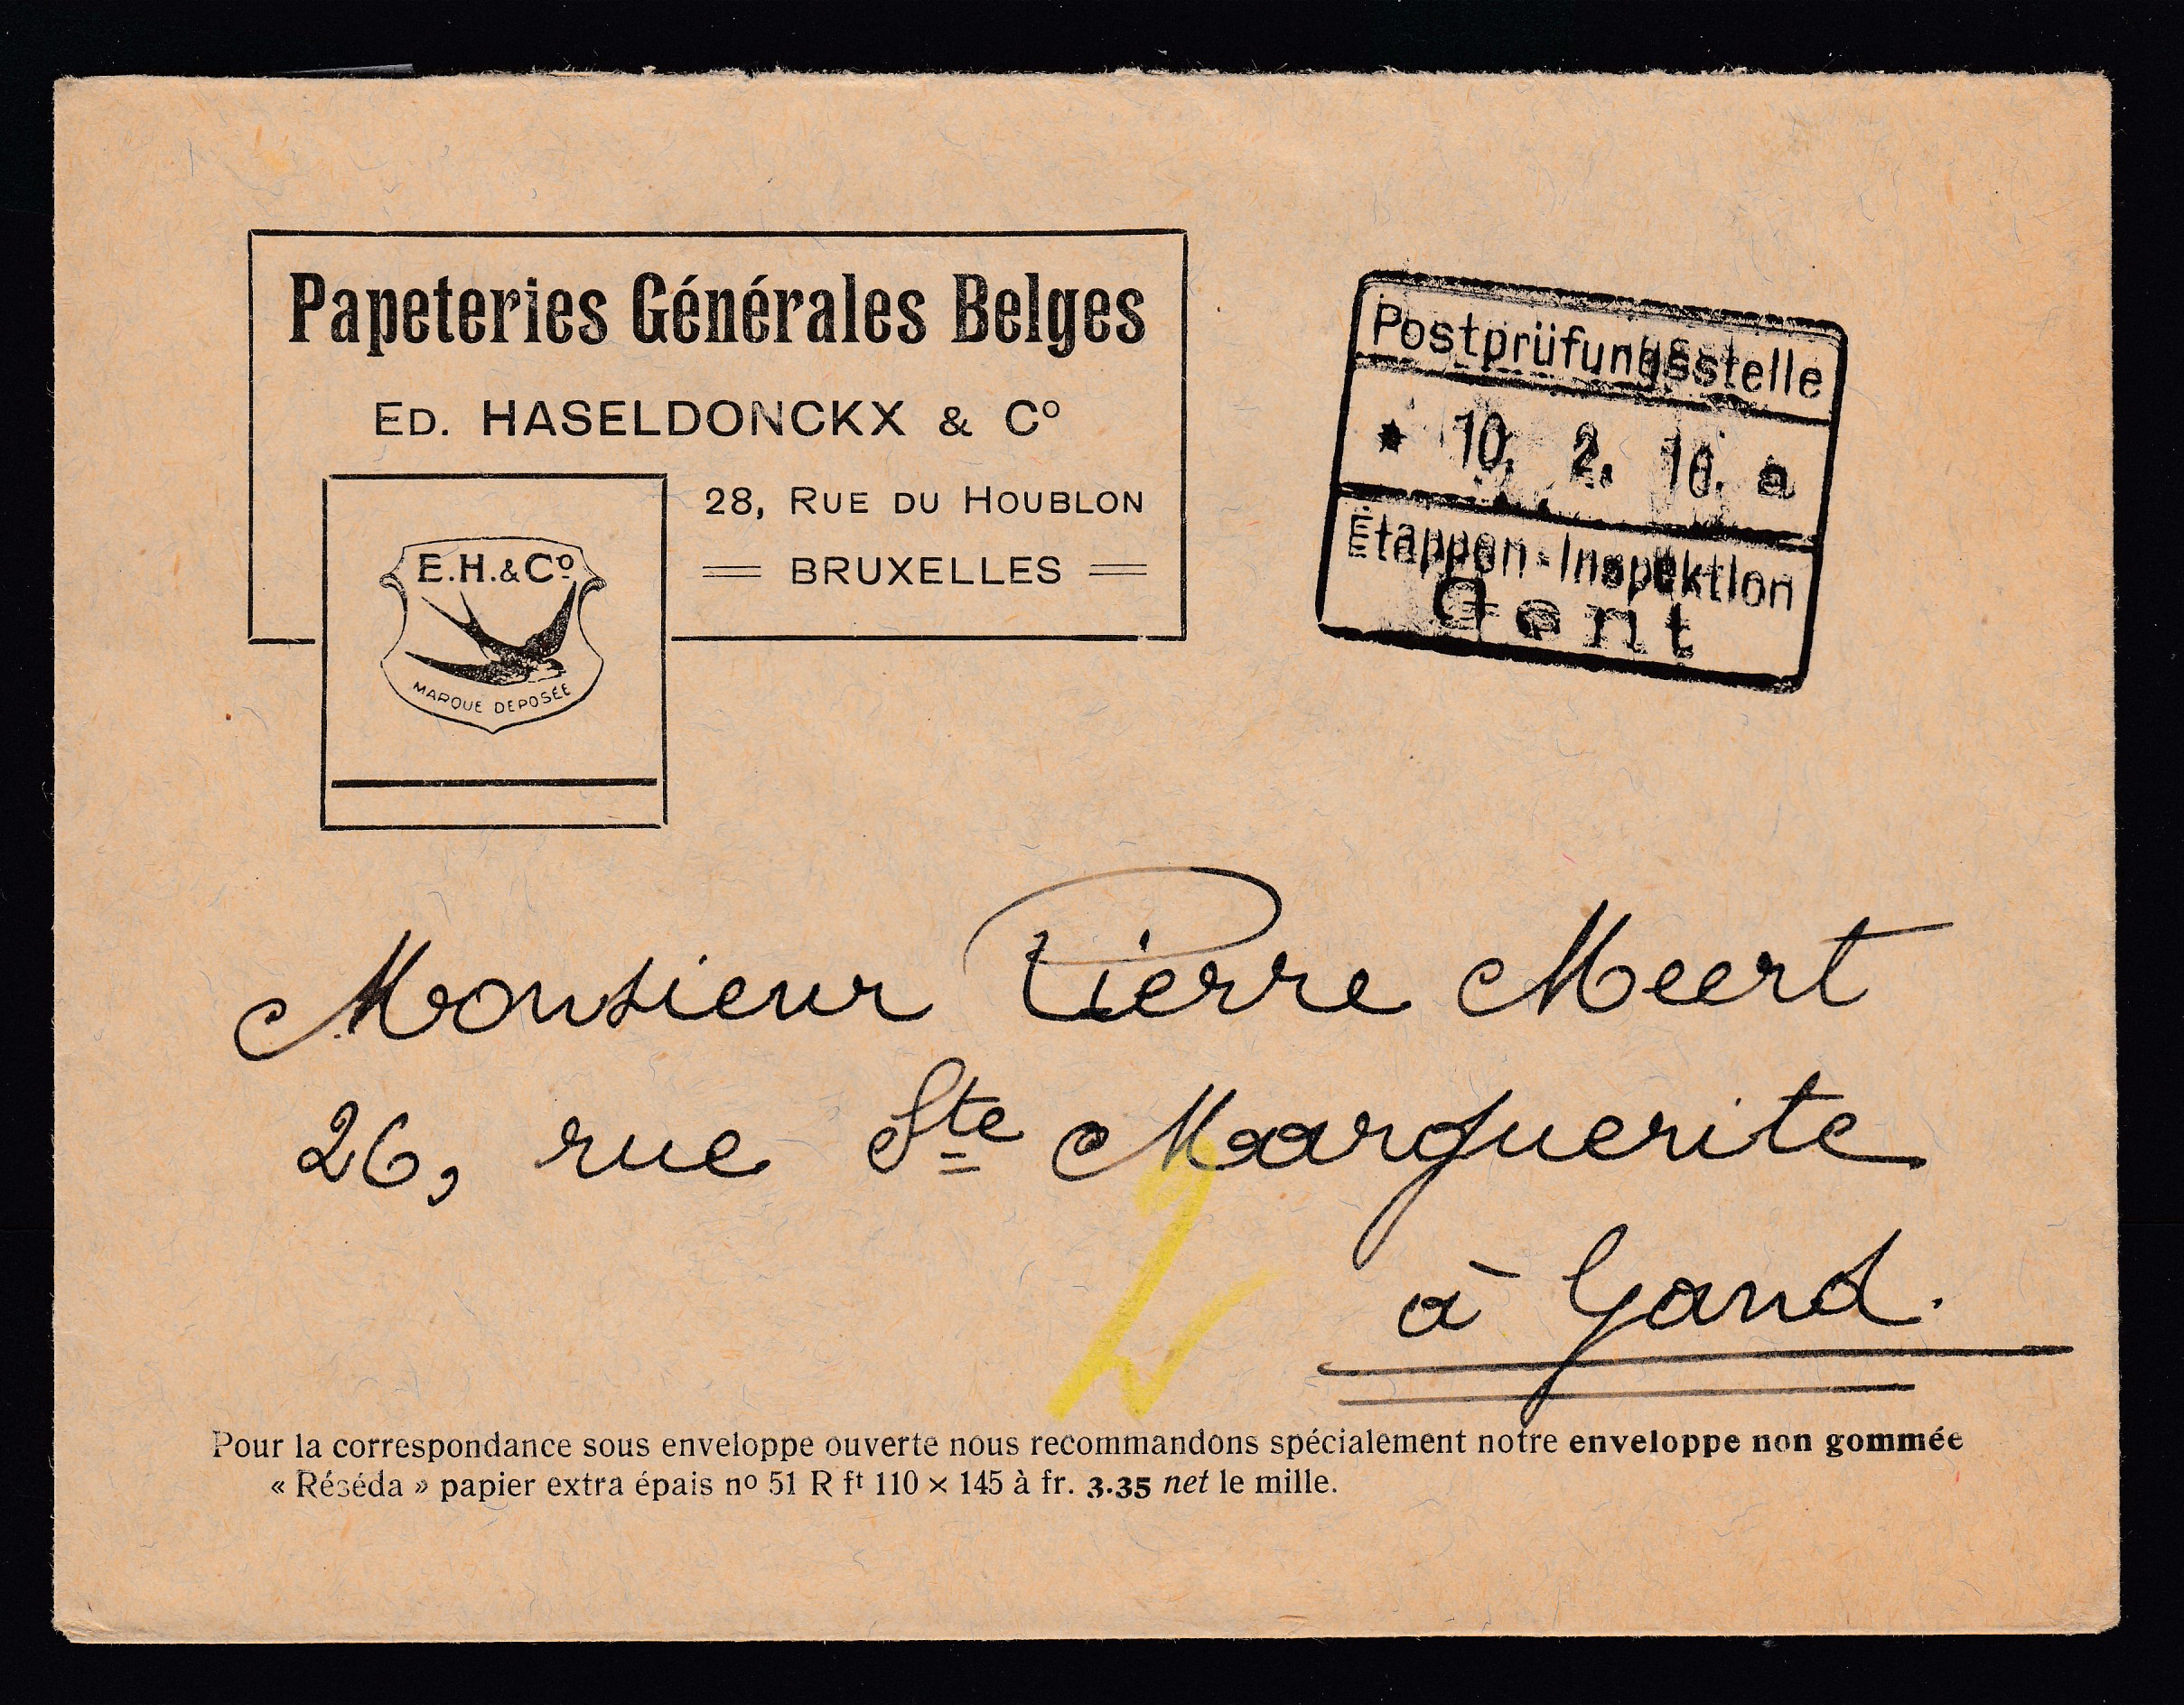 Papeteries Générales Belges
ED. HASELDONCKX & Cº
28, RUE DU HOUBLON
BRUXELLES
E.H.&Cº
MARQUE DEPOSÉE
Postprüfungsstelle
* 10. 2. 16. a
Etappen-Inspektion
Gent
Monsieur Pierre Meert
26, rue Ste Marguerite
à Gand.
2
Pour la correspondance sous enveloppe ouverte nous recommandons spécialement notre enveloppe non gommée
« Réséda » papier extra épais nº 51 R ft 110 × 145 à fr. 3.35 net le mille.